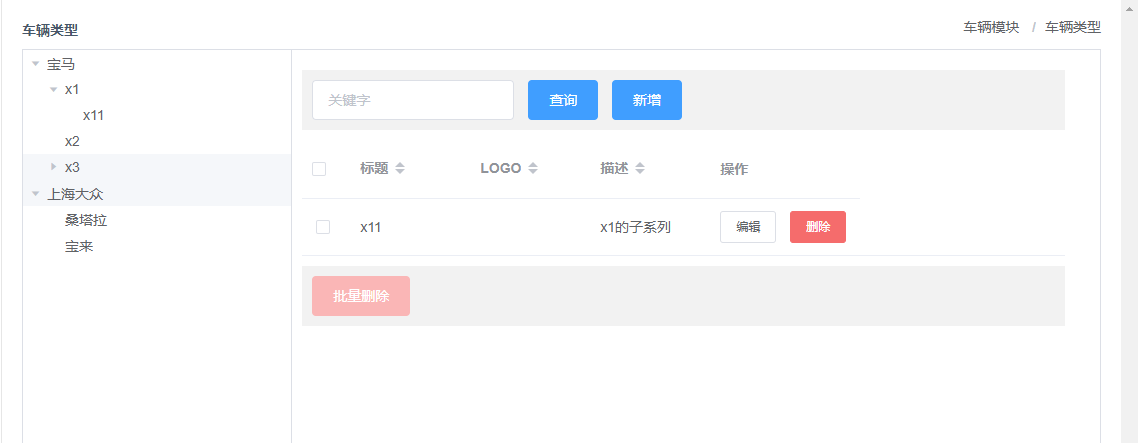 车辆类型
车辆模块 / 车辆类型
宝马
x1
x11
x2
x3
上海大众
桑塔拉
宝来
关键字 查询 新增
标题 LOGO 描述 操作
x11 x1的子系列 编辑 删除
批量删除